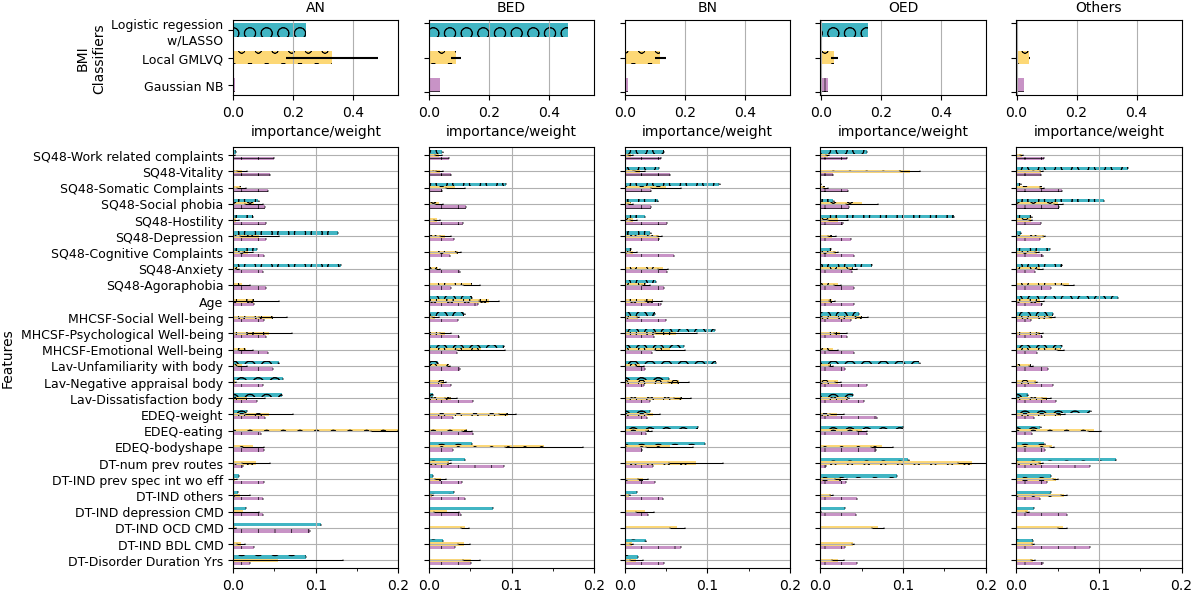 AN BED BN OED Others
BMI
Classifiers
Logistic regession
w/LASSO
Local GMLVQ
Gaussian NB
0.0 0.2 0.4 0.0 0.2 0.4 0.0 0.2 0.4 0.0 0.2 0.4 0.0 0.2 0.4
importance/weight importance/weight importance/weight importance/weight importance/weight
Features
SQ48-Work related complaints
SQ48-Vitality
SQ48-Somatic Complaints
SQ48-Social phobia
SQ48-Hostility
SQ48-Depression
SQ48-Cognitive Complaints
SQ48-Anxiety
SQ48-Agoraphobia
Age
MHCSF-Social Well-being
MHCSF-Psychological Well-being
MHCSF-Emotional Well-being
Lav-Unfamiliarity with body
Lav-Negative appraisal body
Lav-Dissatisfaction body
EDEQ-weight
EDEQ-eating
EDEQ-bodyshape
DT-num prev routes
DT-IND prev spec int wo eff
DT-IND others
DT-IND depression CMD
DT-IND OCD CMD
DT-IND BDL CMD
DT-Disorder Duration Yrs
0.0 0.1 0.2 0.0 0.1 0.2 0.0 0.1 0.2 0.0 0.1 0.2 0.0 0.1 0.2